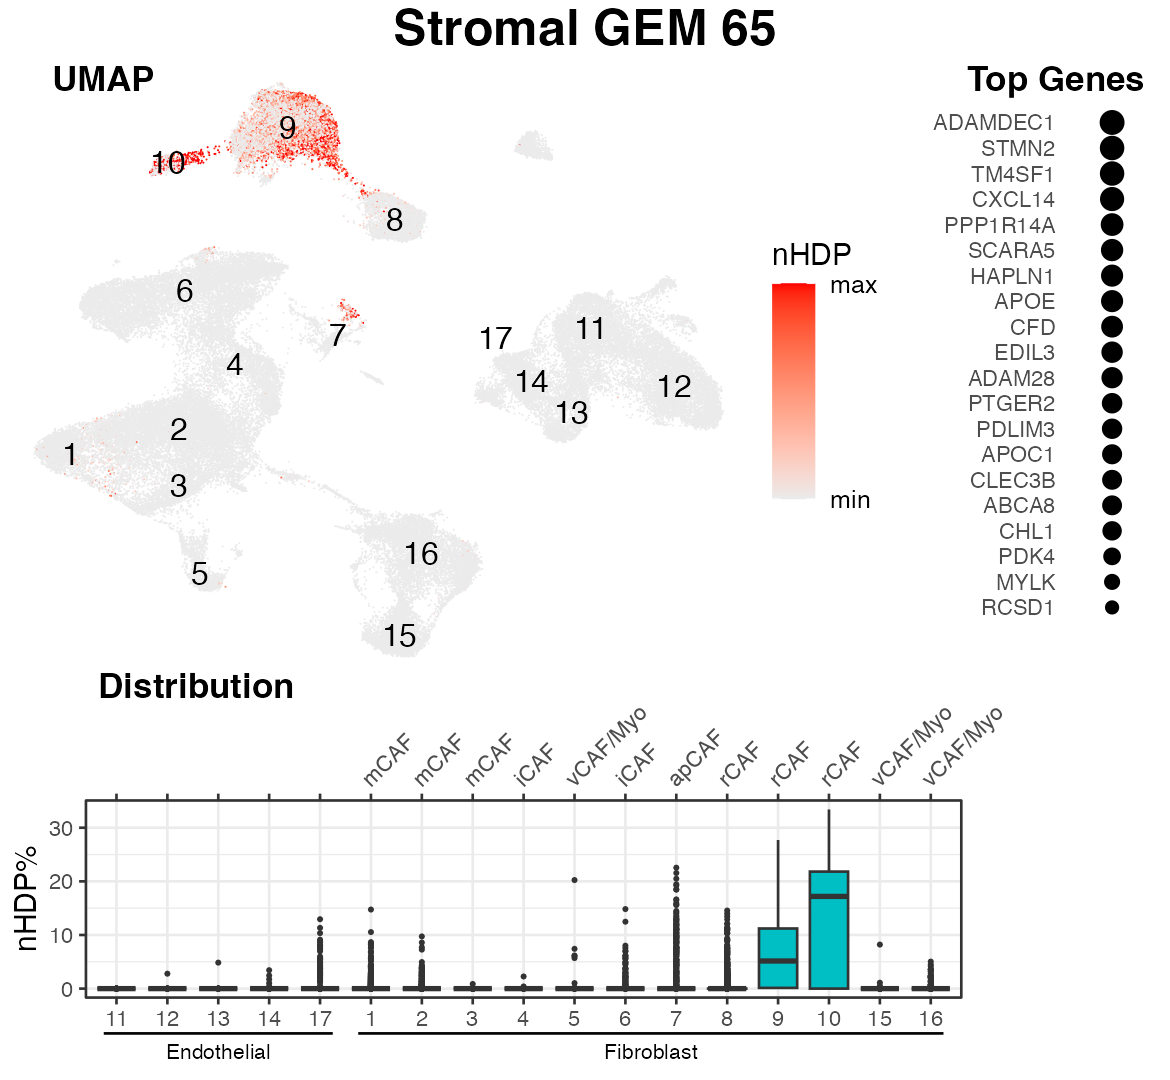 Stromal GEM 65
UMAP
Top Genes
9
10
8
6
7
4
2
1
3
5
16
15
17
11
14
12
13
nHDP
max
min
ADAMDEC1
STMN2
TM4SF1
CXCL14
PPP1R14A
SCARA5
HAPLN1
APOE
CFD
EDIL3
ADAM28
PTGER2
PDLIM3
APOC1
CLEC3B
ABCA8
CHL1
PDK4
MYLK
RCSD1
Distribution
mCAF
mCAF
mCAF
iCAF
vCAF/Myo
iCAF
apCAF
rCAF
rCAF
rCAF
vCAF/Myo
vCAF/Myo
nHDP%
30
20
10
0
11 12 13 14 17 1 2 3 4 5 6 7 8 9 10 15 16
Endothelial Fibroblast